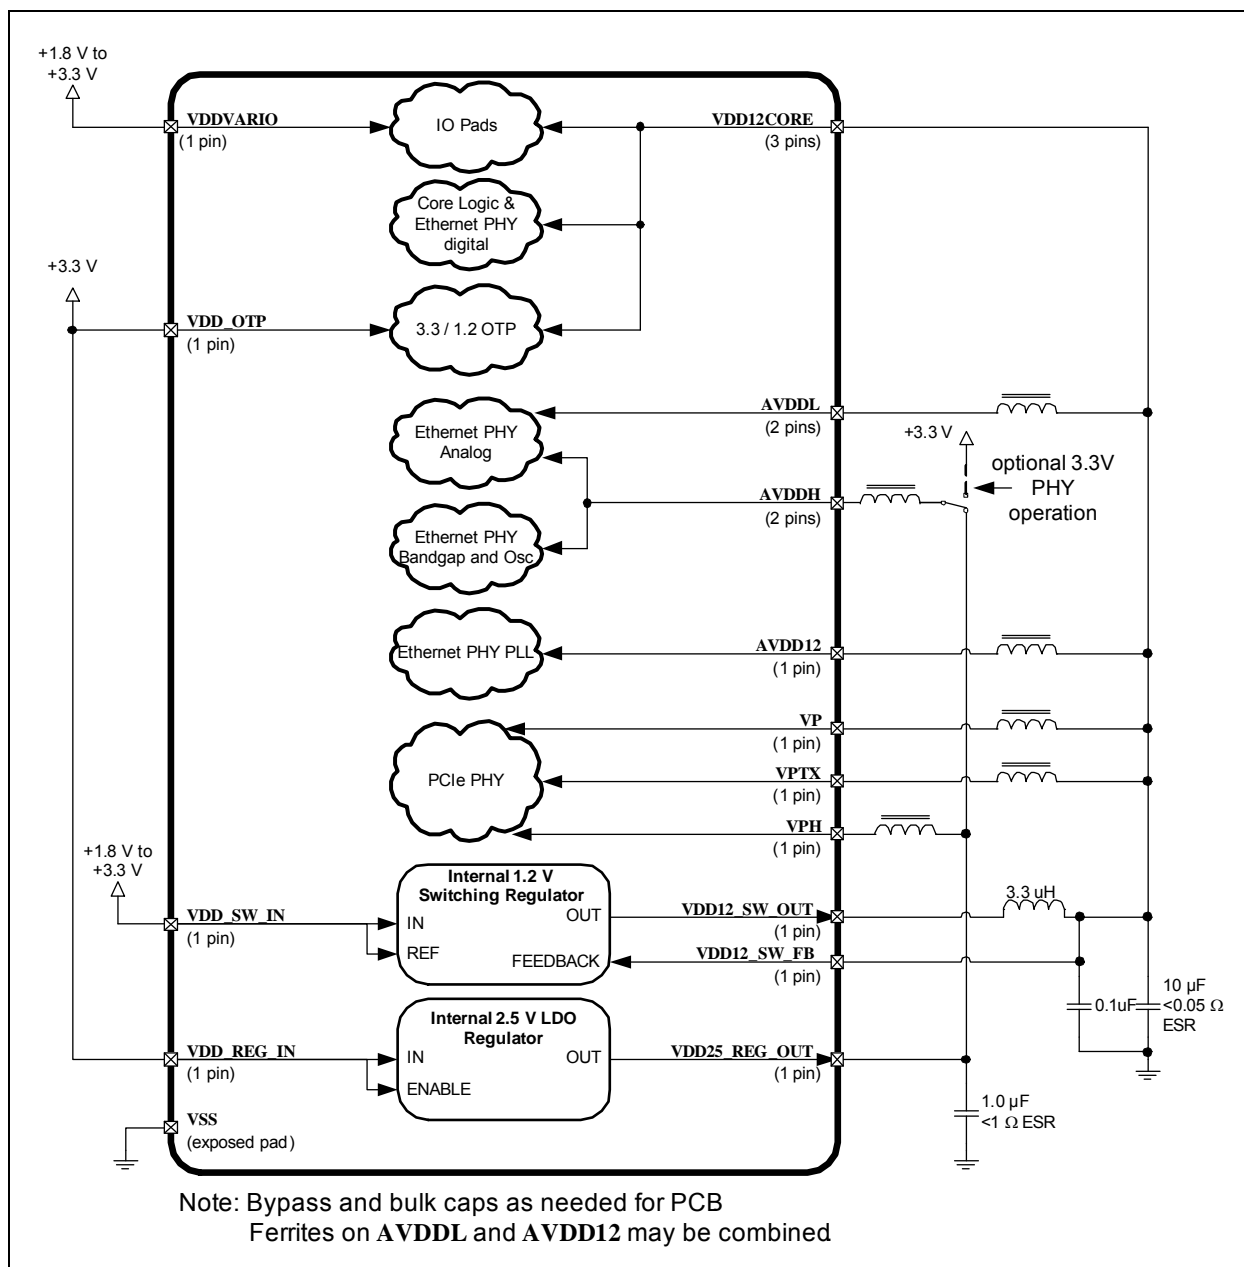 +1.8 V to
+3.3 V
VDDVARIO
(1 pin)
IO Pads
VDD12CORE
(3 pins)
Core Logic &
Ethernet PHY
digital
+3.3 V
VDD_OTP
(1 pin)
3.3 / 1.2 OTP
Ethernet PHY
Analog
AVDDL
(2 pins)
+3.3 V
optional 3.3V
PHY
operation
AVDDH
(2 pins)
Ethernet PHY
Bandgap and Osc
Ethernet PHY PLL
AVDD12
(1 pin)
VP
(1 pin)
PCIe PHY
VPTX
(1 pin)
VPH
(1 pin)
+1.8 V to
+3.3 V
Internal 1.2 V
Switching Regulator
VDD_SW_IN
(1 pin)
IN
REF
OUT
FEEDBACK
VDD12_SW_OUT
(1 pin)
3.3 uH
VDD12_SW_FB
(1 pin)
0.1uF
10 µF
<0.05 Ω
ESR
Internal 2.5 V LDO
Regulator
VDD_REG_IN
(1 pin)
IN
ENABLE
OUT
VDD25_REG_OUT
(1 pin)
1.0 µF
<1 Ω ESR
VSS
(exposed pad)
Note: Bypass and bulk caps as needed for PCB
Ferrites on AVDDL and AVDD12 may be combined